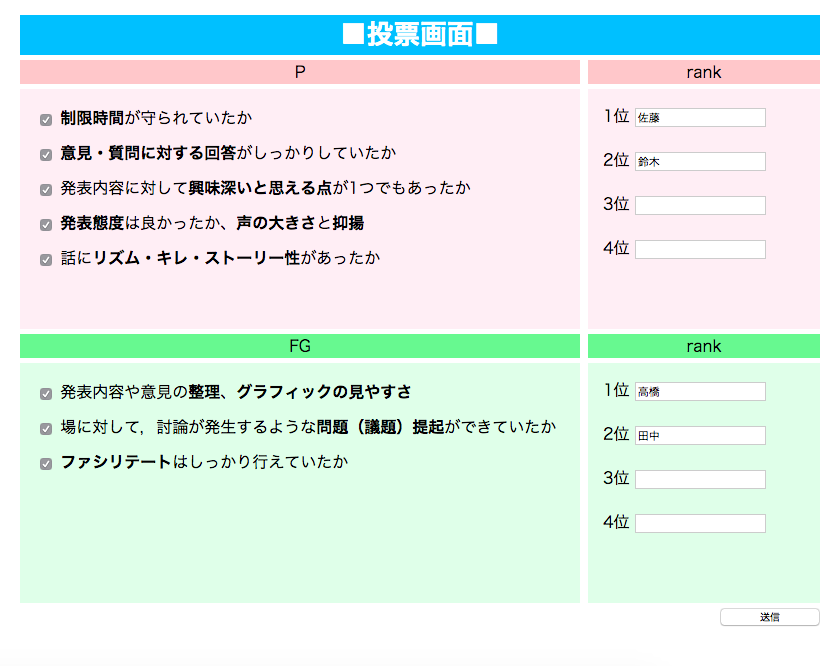 ■投票画面■
P
rank
制限時間が守られていたか
意見・質問に対する回答がしっかりしていたか
発表内容に対して興味深いと思える点が1つでもあったか
発表態度は良かったか、声の大きさと抑揚
話にリズム・キレ・ストーリー性があったか
1位 佐藤
2位 鈴木
3位
4位
FG
rank
発表内容や意見の整理、グラフィックの見やすさ
場に対して，討論が発生するような問題（議題）提起ができていたか
ファシリテートはしっかり行えていたか
1位 高橋
2位 田中
3位
4位
送信